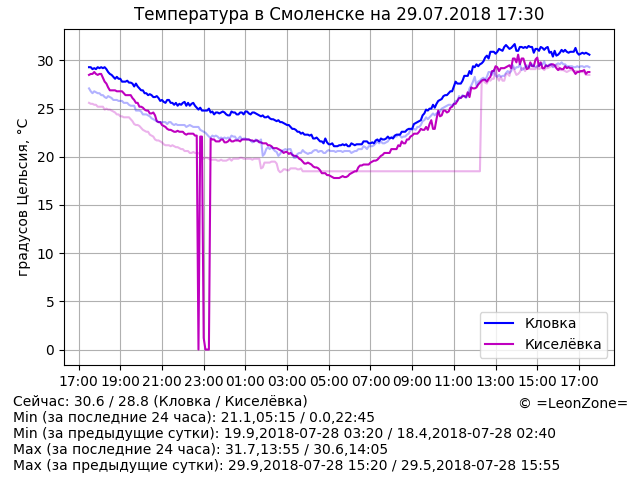 Температура в Смоленске на 29.07.2018 17:30
градусов Цельсия, °C
30
25
20
15
10
5
0
Кловка
Киселёвка
17:00 19:00 21:00 23:00 01:00 03:00 05:00 07:00 09:00 11:00 13:00 15:00 17:00
Сейчас: 30.6 / 28.8 (Кловка / Киселёвка)
© =LeonZone=
Min (за последние 24 часа): 21.1,05:15 / 0.0,22:45
Min (за предыдущие сутки): 19.9,2018-07-28 03:20 / 18.4,2018-07-28 02:40
Max (за последние 24 часа): 31.7,13:55 / 30.6,14:05
Max (за предыдущие сутки): 29.9,2018-07-28 15:20 / 29.5,2018-07-28 15:55